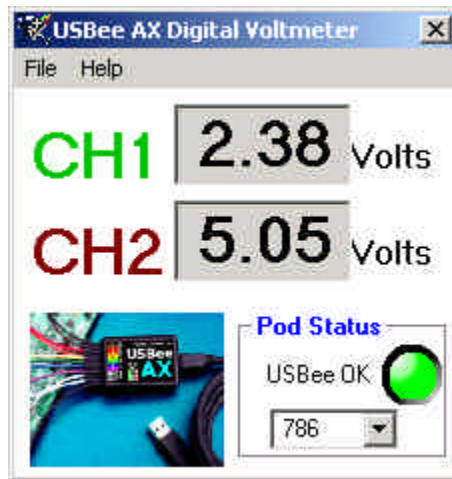 USBee AX Digital Voltmeter
File Help
CH1 2.38 Volts
CH2 5.05 Volts
USBee
AX
Pod Status
USBee OK
786